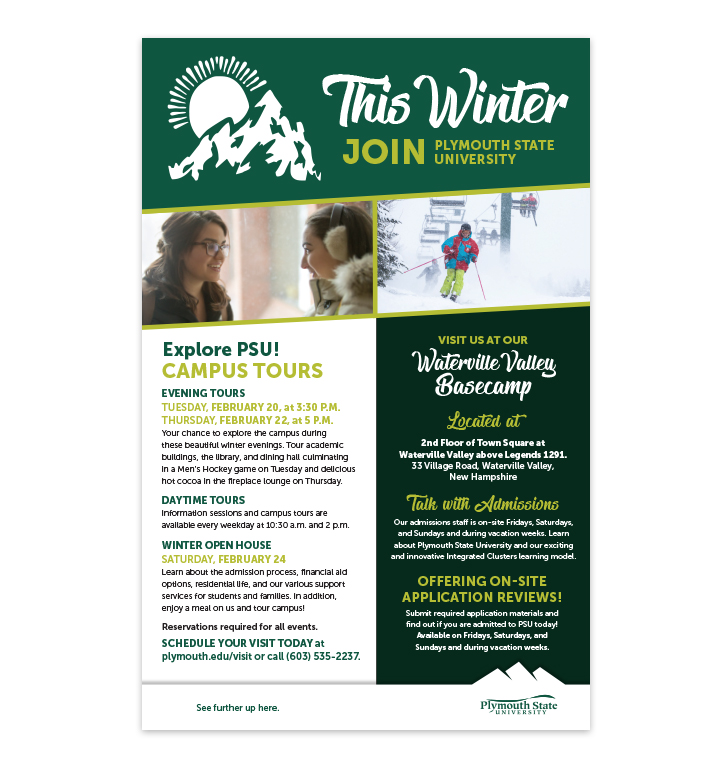 This Winter
JOIN PLYMOUTH STATE
UNIVERSITY
Explore PSU!
CAMPUS TOURS
EVENING TOURS
TUESDAY, FEBRUARY 20, at 3:30 P.M.
THURSDAY, FEBRUARY 22, at 5 P.M.
Your chance to explore the campus during
these beautiful winter evenings. Tour academic
buildings, the library, and dining hall culminating
in a Men's Hockey game on Tuesday and delicious
hot cocoa in the fireplace lounge on Thursday.
DAYTIME TOURS
Information sessions and campus tours are
available every weekday at 10:30 a.m. and 2 p.m.
WINTER OPEN HOUSE
SATURDAY, FEBRUARY 24
Learn about the admission process, financial aid
options, residential life, and our various support
services for students and families. In addition,
enjoy a meal on us and tour campus!
Reservations required for all events.
SCHEDULE YOUR VISIT TODAY at
plymouth.edu/visit or call (603) 535-2237.
VISIT US AT OUR
Waterville Valley
Basecamp
Located at
2nd Floor of Town Square at
Waterville Valley above Legends 1291.
33 Village Road, Waterville Valley,
New Hampshire
Talk with Admissions
Our admissions staff is on-site Fridays, Saturdays,
and Sundays and during vacation weeks. Learn
about Plymouth State University and our exciting
and innovative Integrated Clusters learning model.
OFFERING ON-SITE
APPLICATION REVIEWS!
Submit required application materials and
find out if you are admitted to PSU today!
Available on Fridays, Saturdays, and
Sundays and during vacation weeks.
See further up here.
Plymouth State
UNIVERSITY